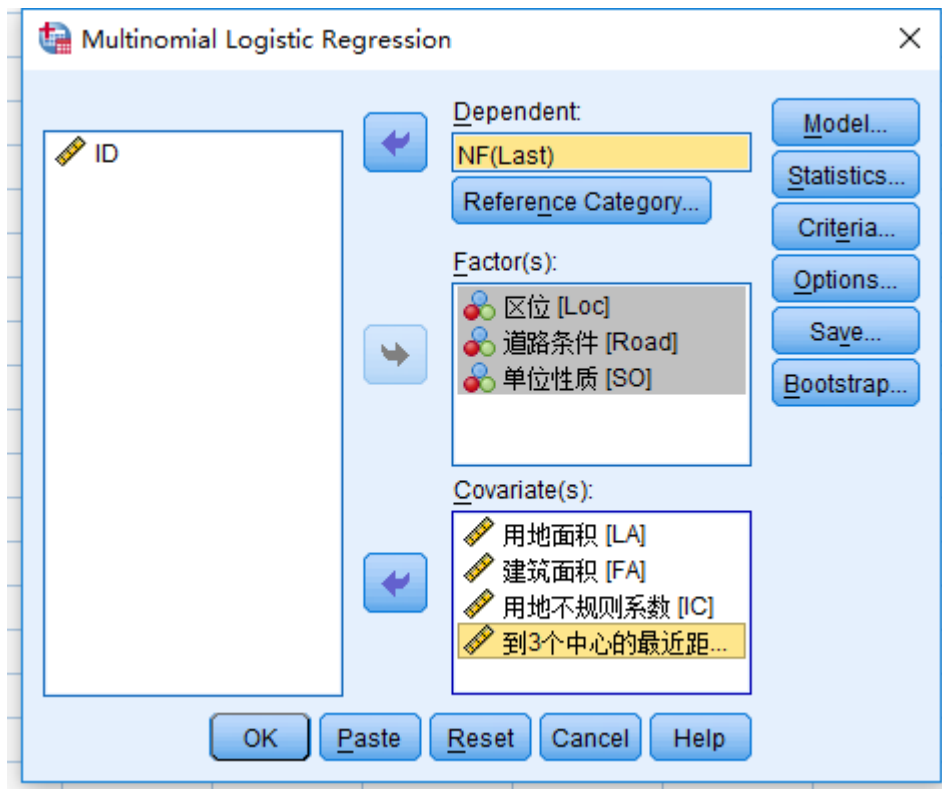 Multinomial Logistic Regression
ID
Dependent:
NF(Last)
Reference Category...
Factor(s):
区位 [Loc]
道路条件 [Road]
单位性质 [SO]
Covariate(s):
用地面积 [LA]
建筑面积 [FA]
用地不规则系数 [IC]
到3个中心的最近距...
Model...
Statistics...
Criteria...
Options...
Save...
Bootstrap...
OK
Paste
Reset
Cancel
Help